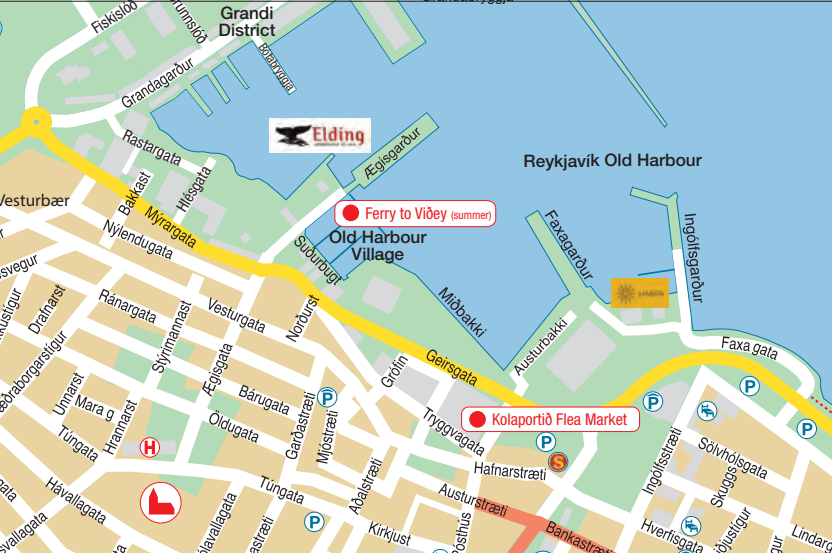 Fiskislóð
Grandi
District
Grandagarður
Bótabryggja
Rastargata
Elding
Ægisgarður
Reykjavík Old Harbour
Vesturbær
Bakkast
Hlésgata
Mýrargata
Ferry to Viðey (summer)
Old Harbour
Village
Faxagarður
Ingólfsgarður
Nýlendugata
Suðurbugt
Miðbakki
Ránargata
Vesturgata
Norðurst
Drafnarst
Stýrimannast
Ægisgata
Geirsgata
Austurbakki
Faxa gata
Grófin
Unnarst
Mara g
Hrannarst
Bárugata
Öldugata
Garðastræti
Mjóstræti
Tryggvagata
Kolaportið Flea Market
P
P
P
P
P
P
H
S
Túngata
Túngata
Hávallagata
Aðalstræti
Hafnarstræti
Austurstræti
Kirkjust
Pósthús
Bankastræti
Ingólfsstræti
Sölvhólsgata
Skuggs
Hverfisgata
Lindarg